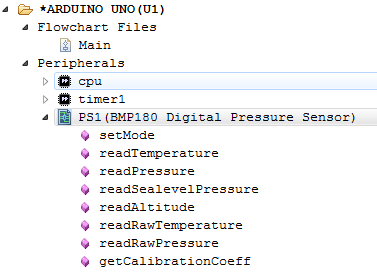 *ARDUINO UNO(U1)
Flowchart Files
Main
Peripherals
cpu
timer1
PS1(BMP180 Digital Pressure Sensor)
setMode
readTemperature
readPressure
readSealevelPressure
readAltitude
readRawTemperature
readRawPressure
getCalibrationCoeff